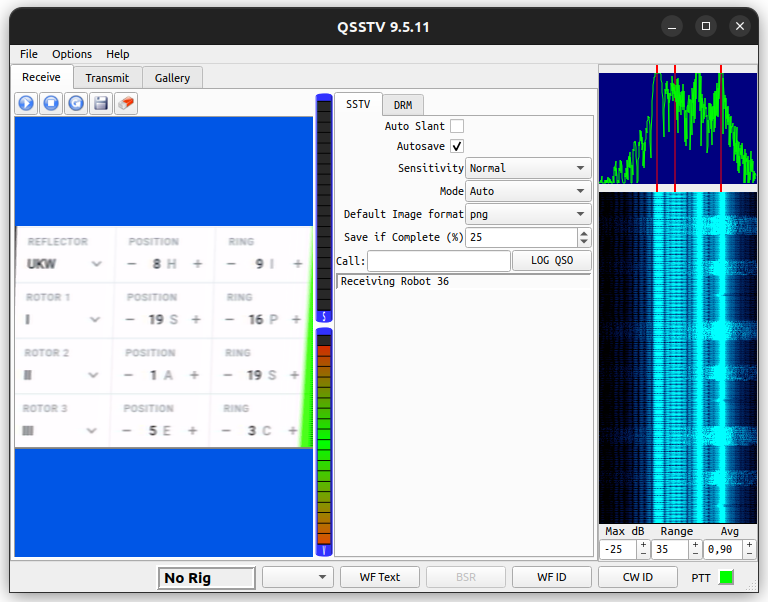 QSSTV 9.5.11
File Options Help
Receive Transmit Gallery
SSTV DRM
Auto Slant
Autosave
Sensitivity Normal
Mode Auto
Default Image format png
Save if Complete (%) 25
Call: LOG QSO
Receiving Robot 36
REFLECTOR POSITION RING
UKW − 8 H + − 9 I +
ROTOR 1 POSITION RING
I − 19 S + − 16 P +
ROTOR 2 POSITION RING
II − 1 A + − 19 S +
ROTOR 3 POSITION RING
III − 5 E + − 3 C +
S
T
Max dB Range Avg
-25 35 0,90
No Rig WF Text BSR WF ID CW ID PTT